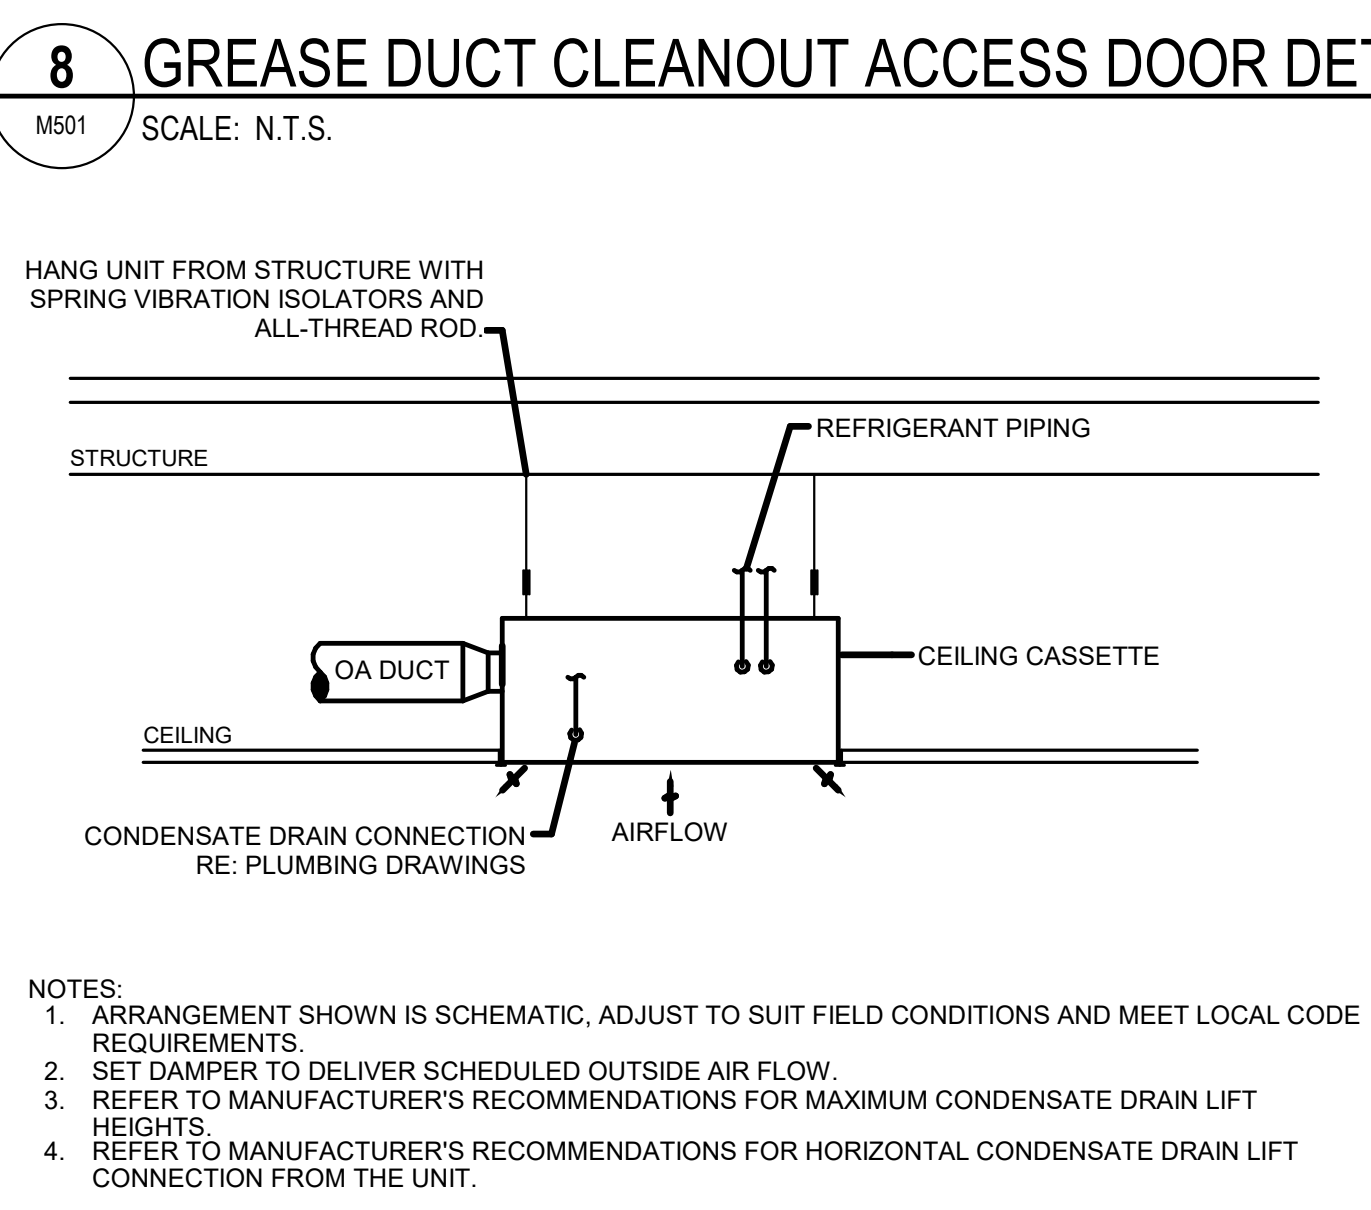 8
GREASE DUCT CLEANOUT ACCESS DOOR
M501
SCALE: N.T.S.
HANG UNIT FROM STRUCTURE WITH
SPRING VIBRATION ISOLATORS AND
ALL-THREAD ROD.
REFRIGERANT PIPING
STRUCTURE
CEILING CASSETTE
OA DUCT
CEILING
CONDENSATE DRAIN CONNECTION
RE: PLUMBING DRAWINGS
AIRFLOW
NOTES:
1. ARRANGEMENT SHOWN IS SCHEMATIC, ADJUST TO SUIT FIELD CONDITIONS AND MEET LOCAL CODE
REQUIREMENTS.
2. SET DAMPER TO DELIVER SCHEDULED OUTSIDE AIR FLOW.
3. REFER TO MANUFACTURER'S RECOMMENDATIONS FOR MAXIMUM CONDENSATE DRAIN LIFT
HEIGHTS.
4. REFER TO MANUFACTURER'S RECOMMENDATIONS FOR HORIZONTAL CONDENSATE DRAIN LIFT
CONNECTION FROM THE UNIT.